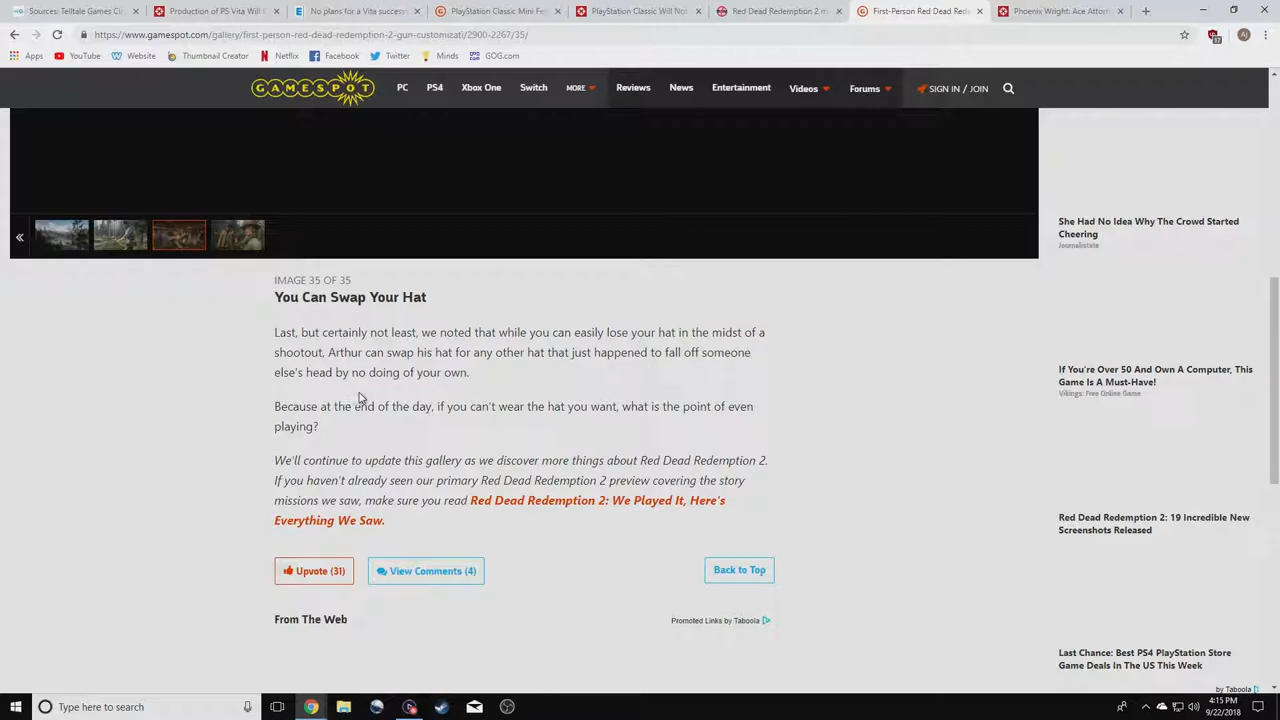 Sources: Telltale Games Cl
Production of PS Vita Will E
No plans for a Vita success
PlayStation Classic Mini Fe
PlayStation Classic Will Not
Red Dead Redemption 2 m
First-Person Red Dead Rede
Phoenix Wright: Ace Attor
https://www.gamespot.com/gallery/first-person-red-dead-redemption-2-gun-customizati/2900-2267/35/
Apps
YouTube
Website
Thumbnail Creator
Netflix
Facebook
Twitter
Minds
GOG.com
GAMESPOT
PC
PS4
Xbox One
Switch
MORE
Reviews
News
Entertainment
Videos
Forums
SIGN IN / JOIN
IMAGE 35 OF 35
You Can Swap Your Hat
Last, but certainly not least, we noted that while you can easily lose your hat in the midst of a
shootout, Arthur can swap his hat for any other hat that just happened to fall off someone
else's head by no doing of your own.
Because at the end of the day, if you can't wear the hat you want, what is the point of even
playing?
We'll continue to update this gallery as we discover more things about Red Dead Redemption 2.
If you haven't already seen our primary Red Dead Redemption 2 preview covering the story
missions we saw, make sure you read Red Dead Redemption 2: We Played It, Here's
Everything We Saw.
Upvote (31)
View Comments (4)
Back to Top
From The Web
Promoted Links by Taboola
She Had No Idea Why The Crowd Started
Cheering
Journalistate
If You're Over 50 And Own A Computer, This
Game Is A Must-Have!
Vikings: Free Online Game
Red Dead Redemption 2: 19 Incredible New
Screenshots Released
Last Chance: Best PS4 PlayStation Store
Game Deals In The US This Week
by Taboola
Type here to search
4:15 PM
9/22/2018